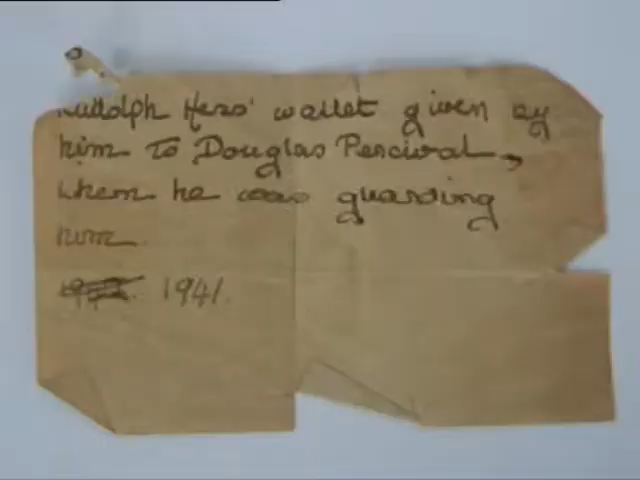 Rudolph Hess' wallet given by
him to Douglas Percival,
when he was guarding
him
1941.